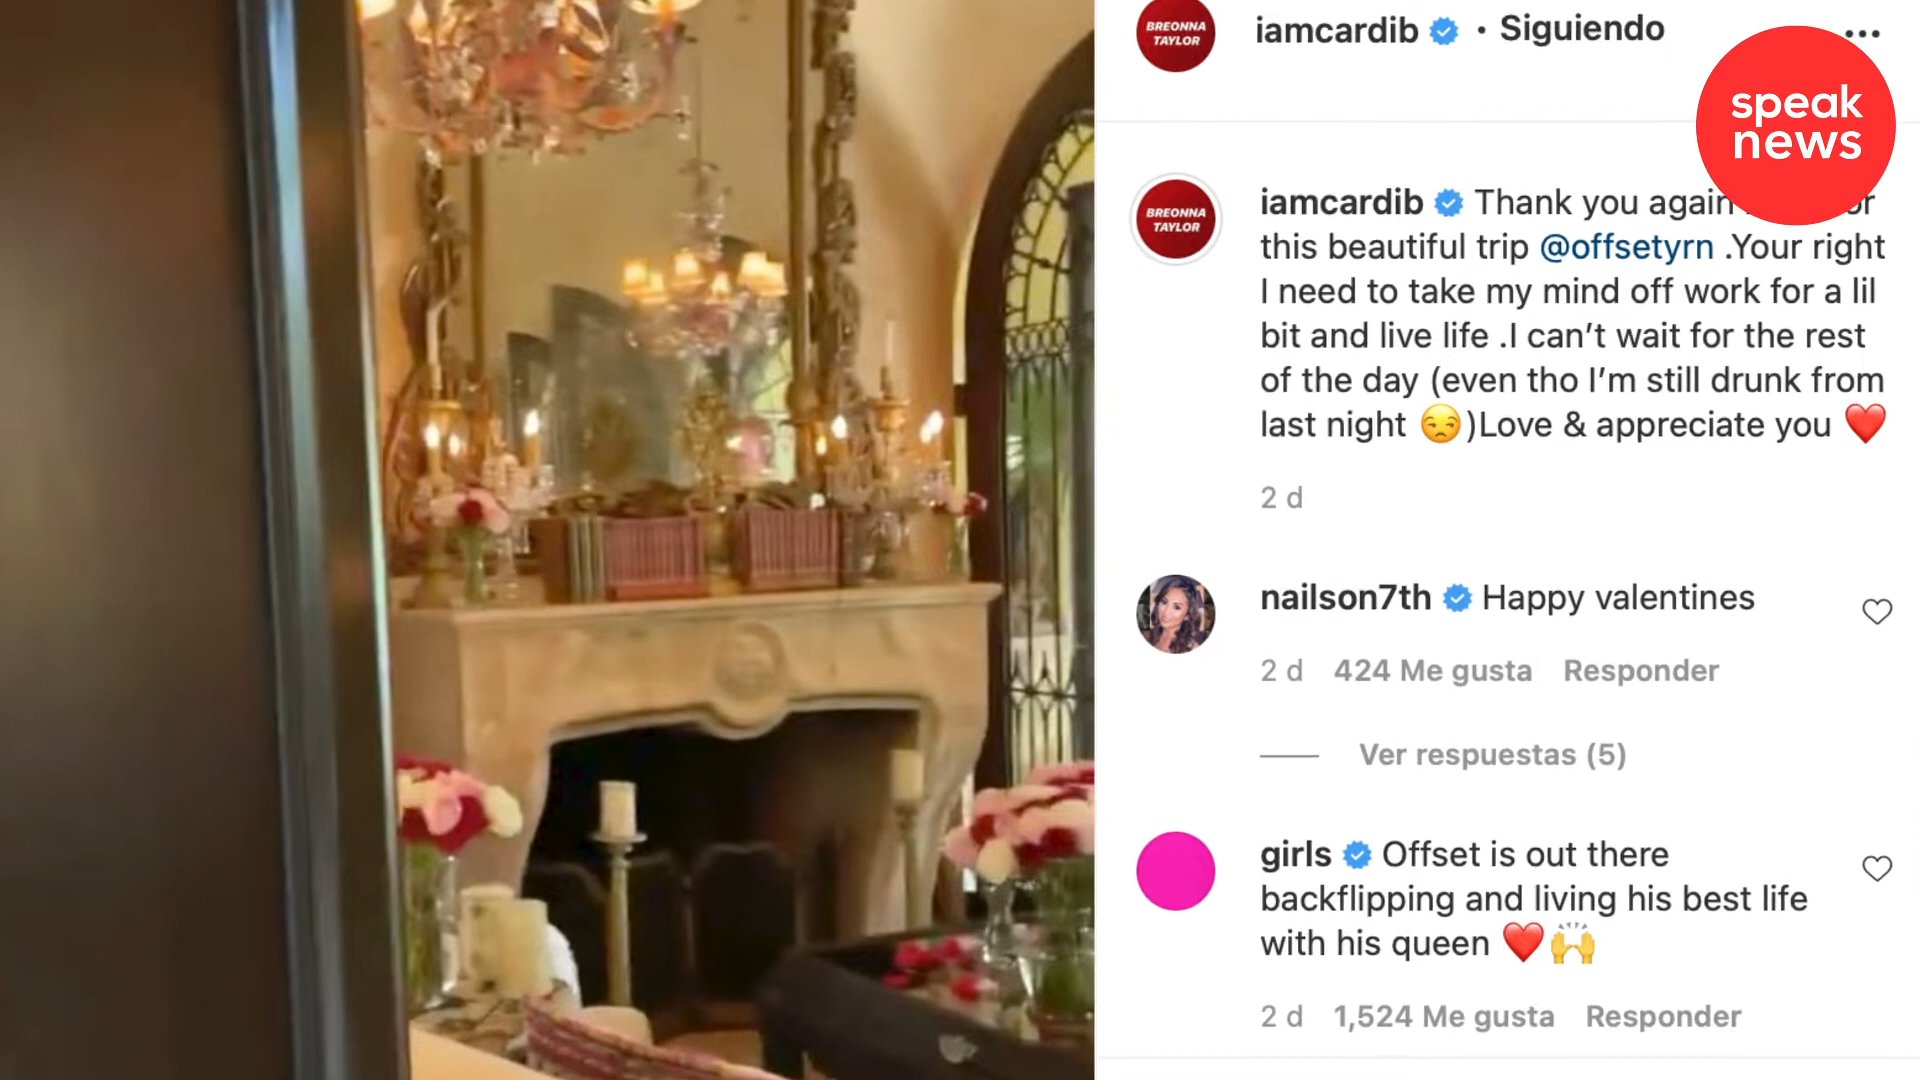 BREONNA
TAYLOR
iamcardib • Siguiendo
speak
news
BREONNA
TAYLOR
iamcardib Thank you again
this beautiful trip @offsetyrn .Your right
I need to take my mind off work for a lil
bit and live life .I can’t wait for the rest
of the day (even tho I’m still drunk from
last night 😒)Love & appreciate you ❤️
2 d
nailson7th Happy valentines
2 d 424 Me gusta Responder
Ver respuestas (5)
girls Offset is out there
backflipping and living his best life
with his queen ❤️🙌
2 d 1,524 Me gusta Responder